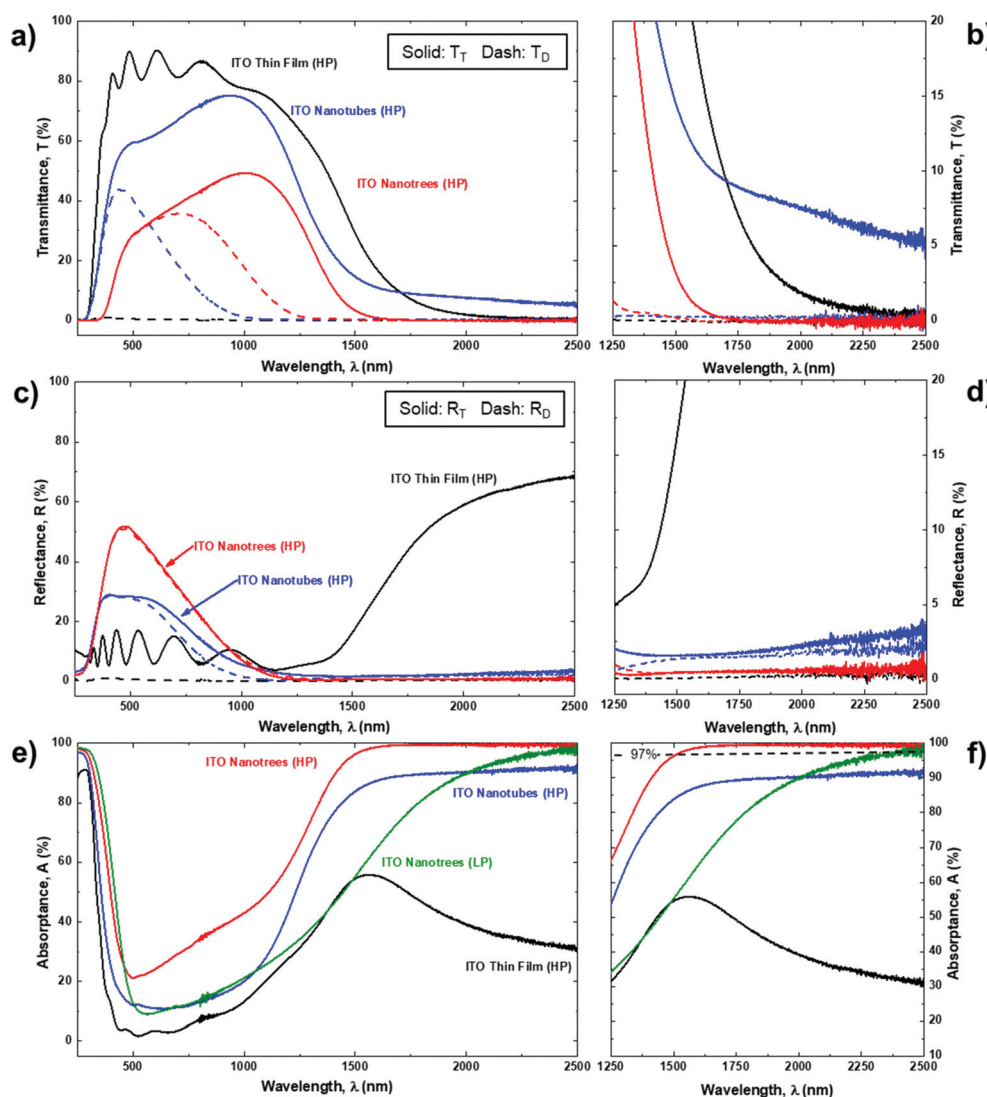 a)
Solid: T_T Dash: T_D
ITO Thin Film (HP)
ITO Nanotubes (HP)
ITO Nanotrees (HP)
Transmittance, T (%)
100
80
60
40
20
0
500 1000 1500 2000 2500
Wavelength, λ (nm)
b)
20
15
10
5
0
Transmittance, T (%)
1250 1500 1750 2000 2250 2500
Wavelength, λ (nm)
c)
Solid: R_T Dash: R_D
ITO Thin Film (HP)
ITO Nanotrees (HP)
ITO Nanotubes (HP)
Reflectance, R (%)
100
80
60
40
20
0
500 1000 1500 2000 2500
Wavelength, λ (nm)
d)
20
15
10
5
0
Reflectance, R (%)
1250 1500 1750 2000 2250 2500
Wavelength, λ (nm)
e)
ITO Nanotrees (HP)
ITO Nanotubes (HP)
ITO Nanotrees (LP)
ITO Thin Film (HP)
Absorptance, A (%)
100
80
60
40
20
0
500 1000 1500 2000 2500
Wavelength, λ (nm)
f)
97%
100
90
80
70
60
50
40
30
20
10
Absorptance, A (%)
1250 1500 1750 2000 2250 2500
Wavelength, λ (nm)